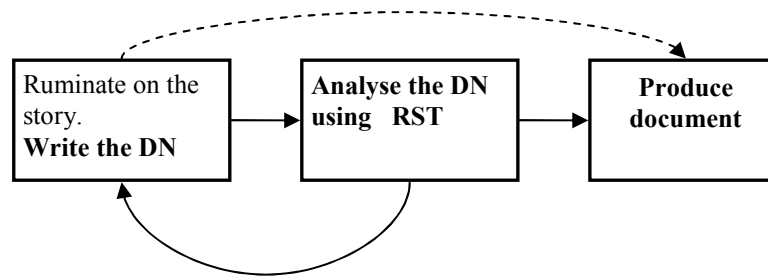 Ruminate on the
story.
Write the DN
Analyse the DN
using RST
Produce
document